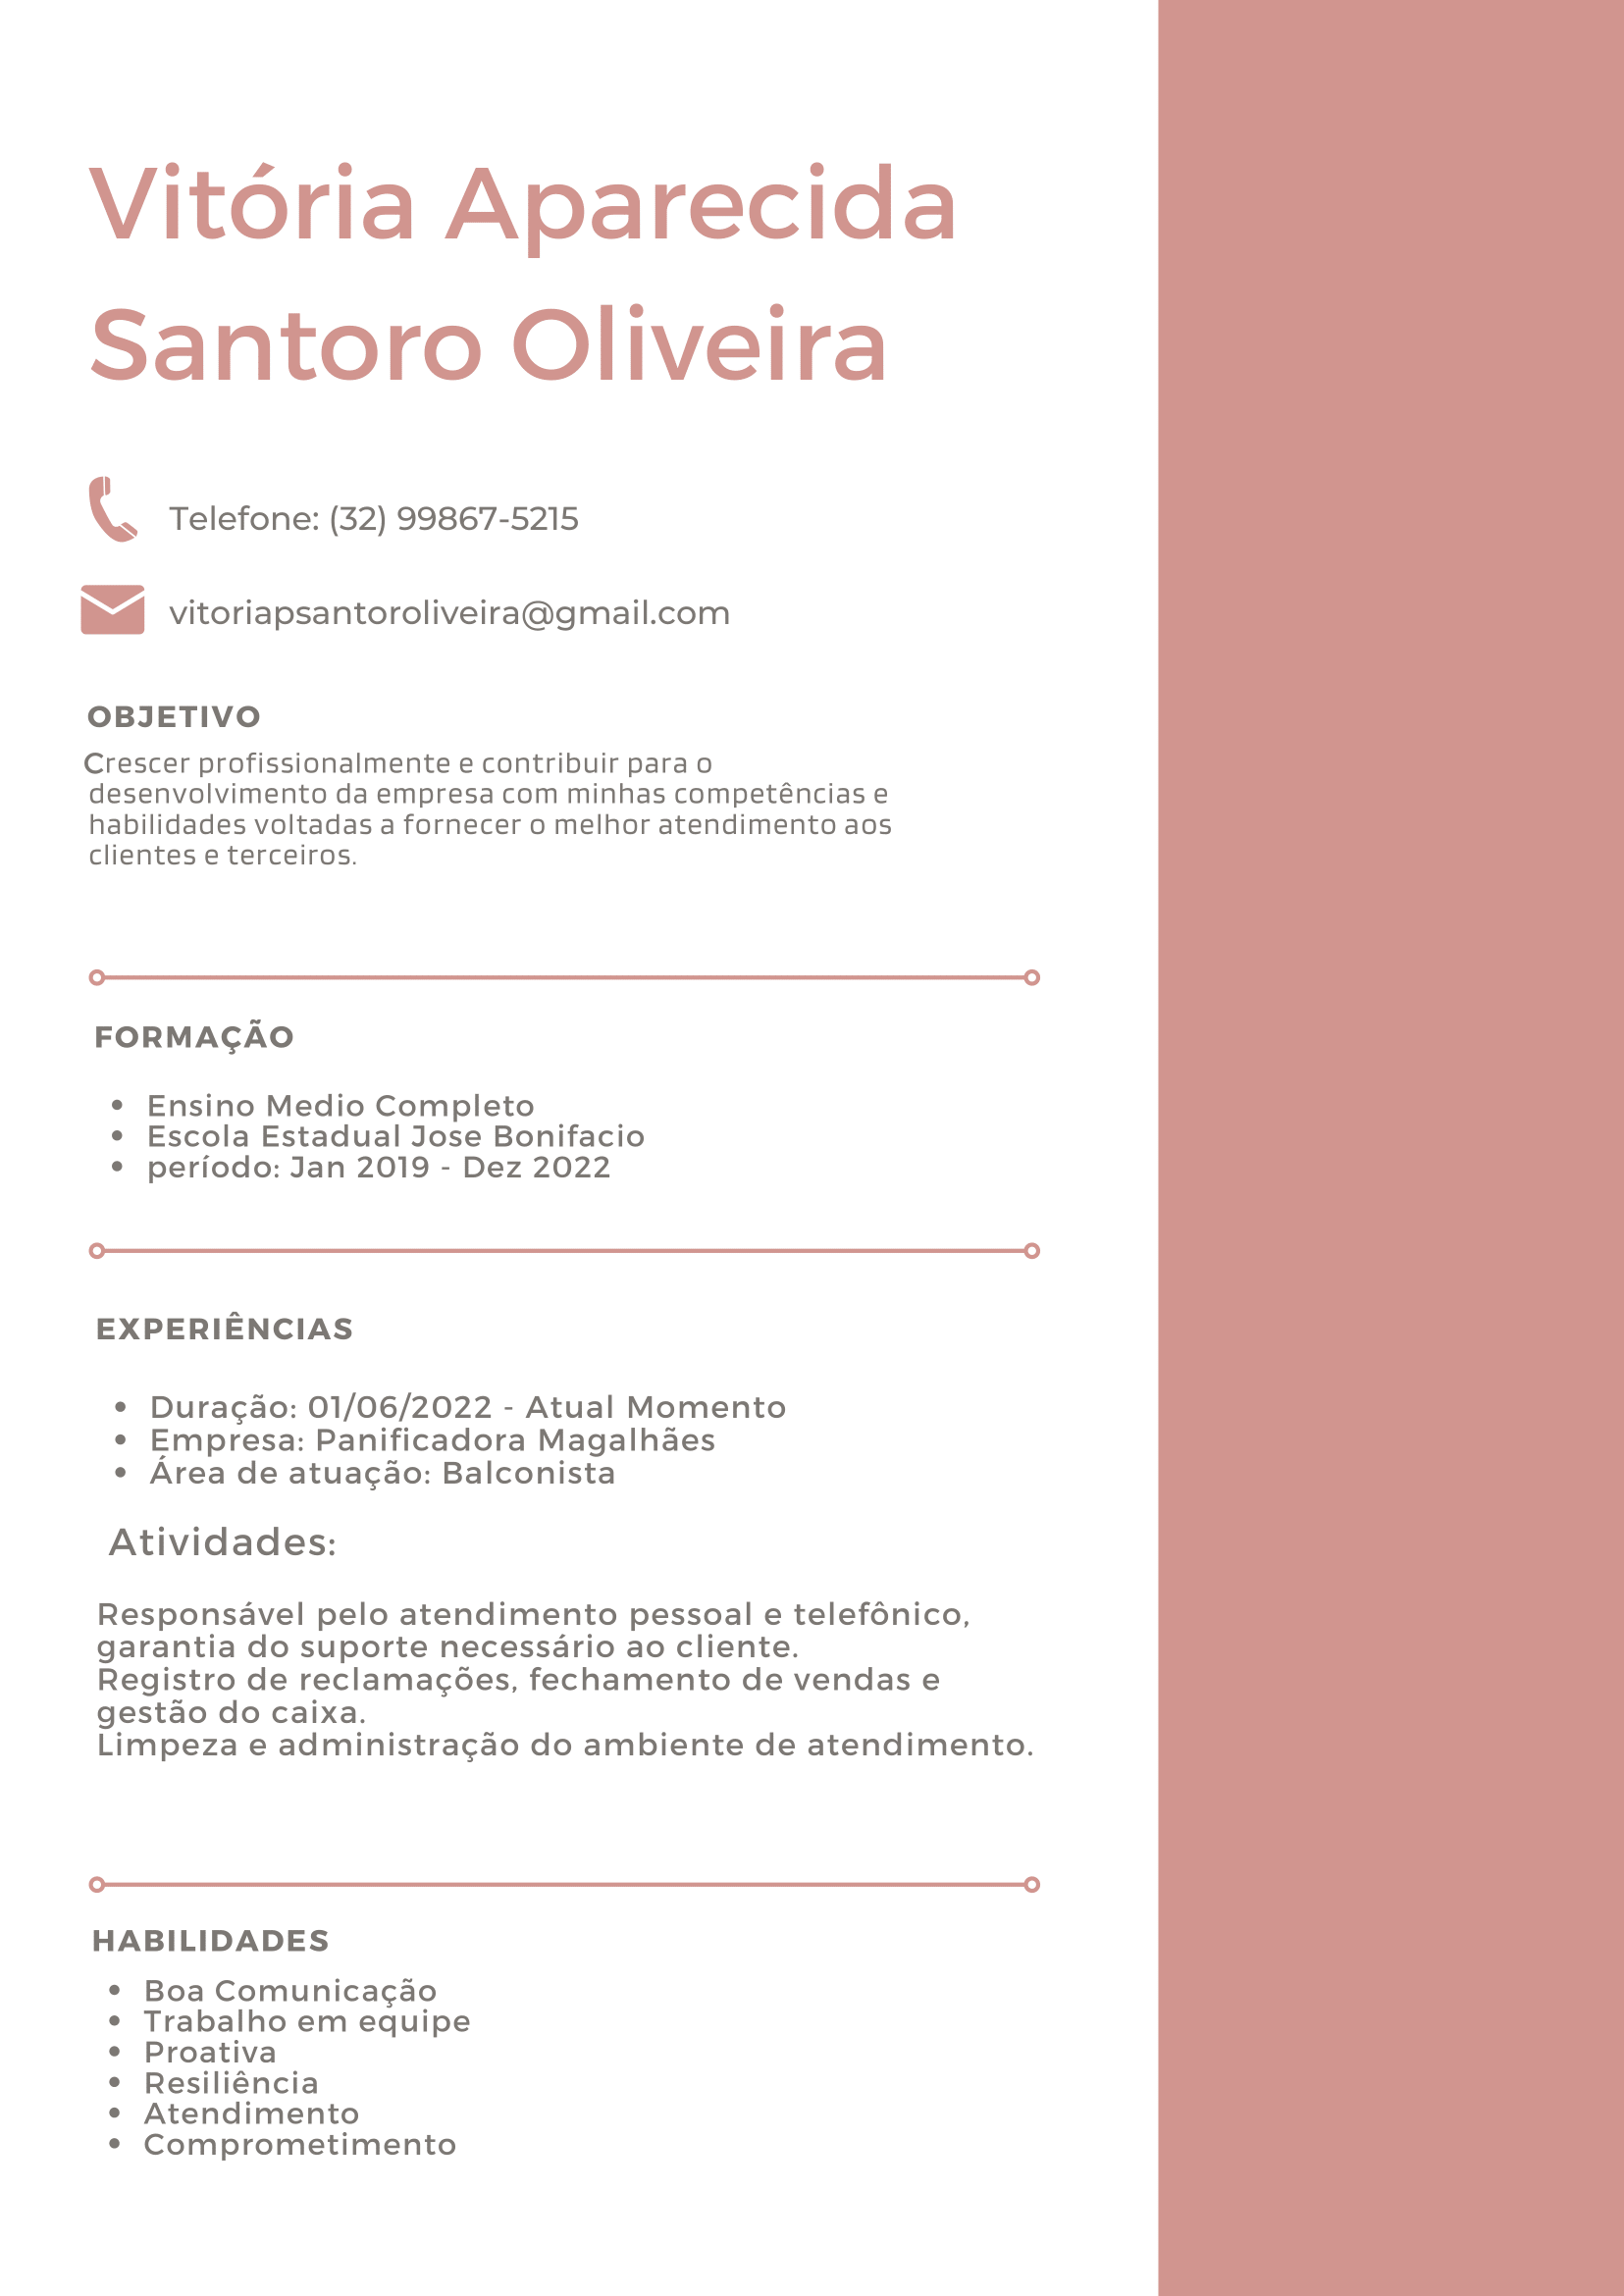 Vitória Aparecida
Santoro Oliveira
Telefone: (32) 99867-5215
vitoriapsantoroliveira@gmail.com
OBJETIVO
Crescer profissionalmente e contribuir para o
desenvolvimento da empresa com minhas competências e
habilidades voltadas a fornecer o melhor atendimento aos
clientes e terceiros.
FORMAÇÃO
• Ensino Medio Completo
• Escola Estadual Jose Bonifacio
• período: Jan 2019 - Dez 2022
EXPERIÊNCIAS
• Duração: 01/06/2022 - Atual Momento
• Empresa: Panificadora Magalhães
• Área de atuação: Balconista
Atividades:
Responsável pelo atendimento pessoal e telefônico,
garantia do suporte necessário ao cliente.
Registro de reclamações, fechamento de vendas e
gestão do caixa.
Limpeza e administração do ambiente de atendimento.
HABILIDADES
• Boa Comunicação
• Trabalho em equipe
• Proativa
• Resiliência
• Atendimento
• Comprometimento